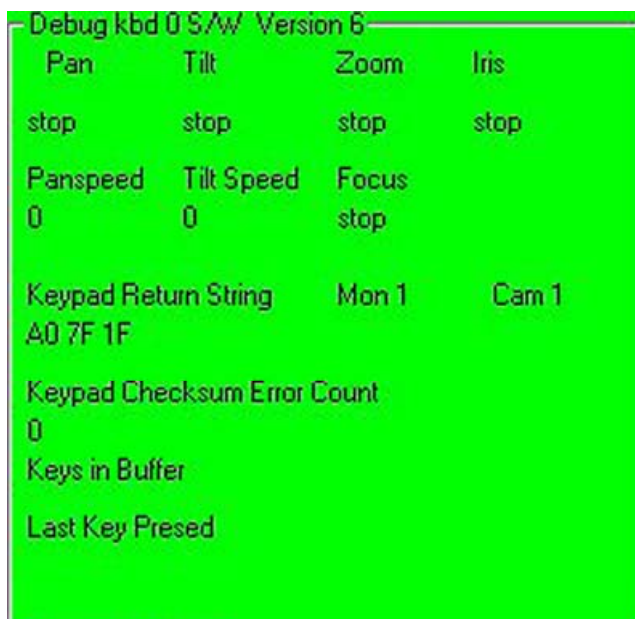 Debug kbd 0 S/W Version 6
Pan Tilt Zoom Iris
stop stop stop stop
Panspeed Tilt Speed Focus
0 0 stop
Keypad Return String Mon 1 Cam 1
A0 7F 1F
Keypad Checksum Error Count
0
Keys in Buffer
Last Key Presed